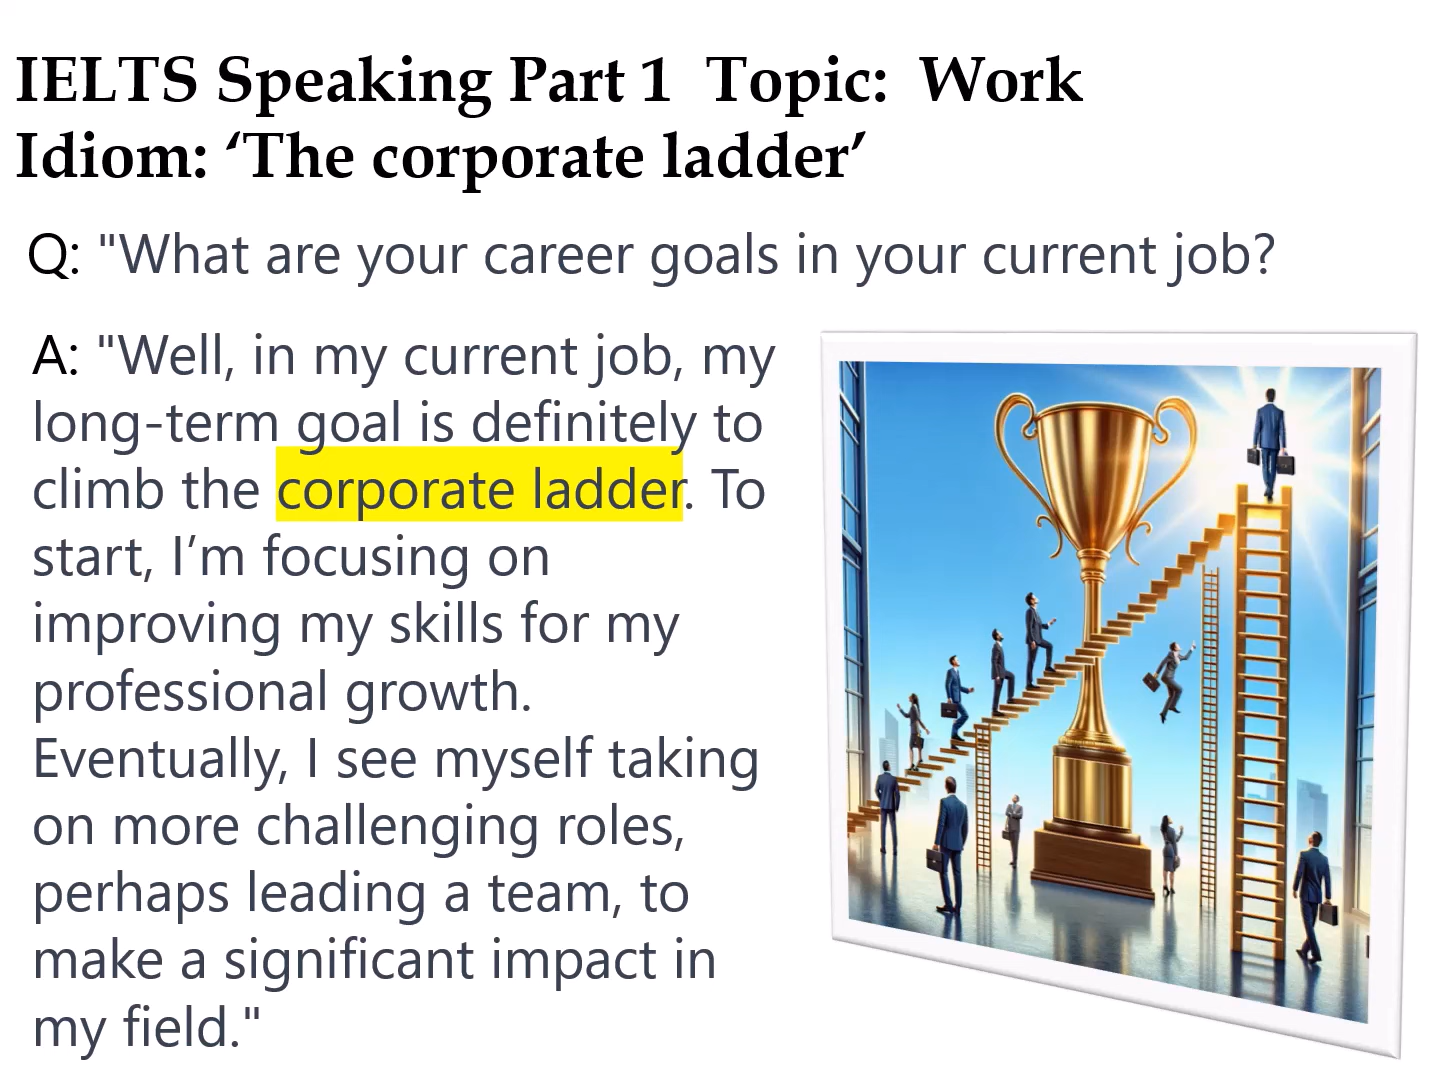 IELTS Speaking Part 1  Topic:  Work
Idiom: ‘The corporate ladder’
Q: "What are your career goals in your current job?
A: "Well, in my current job, my
long-term goal is definitely to
climb the corporate ladder. To
start, I’m focusing on
improving my skills for my
professional growth.
Eventually, I see myself taking
on more challenging roles,
perhaps leading a team, to
make a significant impact in
my field."